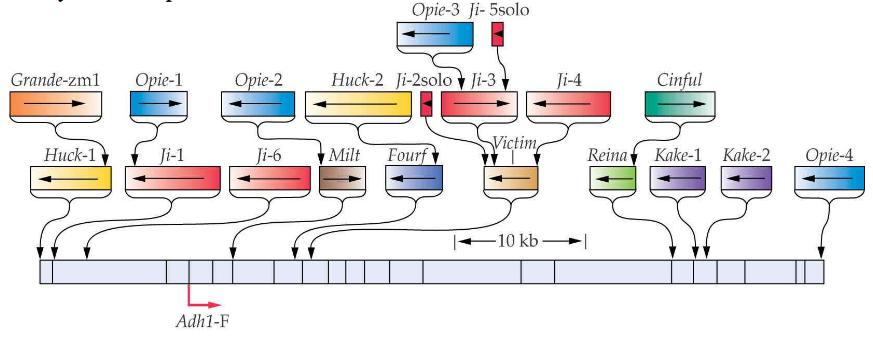 Opie-3 Ji- 5solo
Grande-zm1 Opie-1 Opie-2 Huck-2 Ji-2solo Ji-3 Ji-4 Cinful
Huck-1 Ji-1 Ji-6 Milt Fourf Victim Reina Kake-1 Kake-2 Opie-4
10 kb
Adh1-F